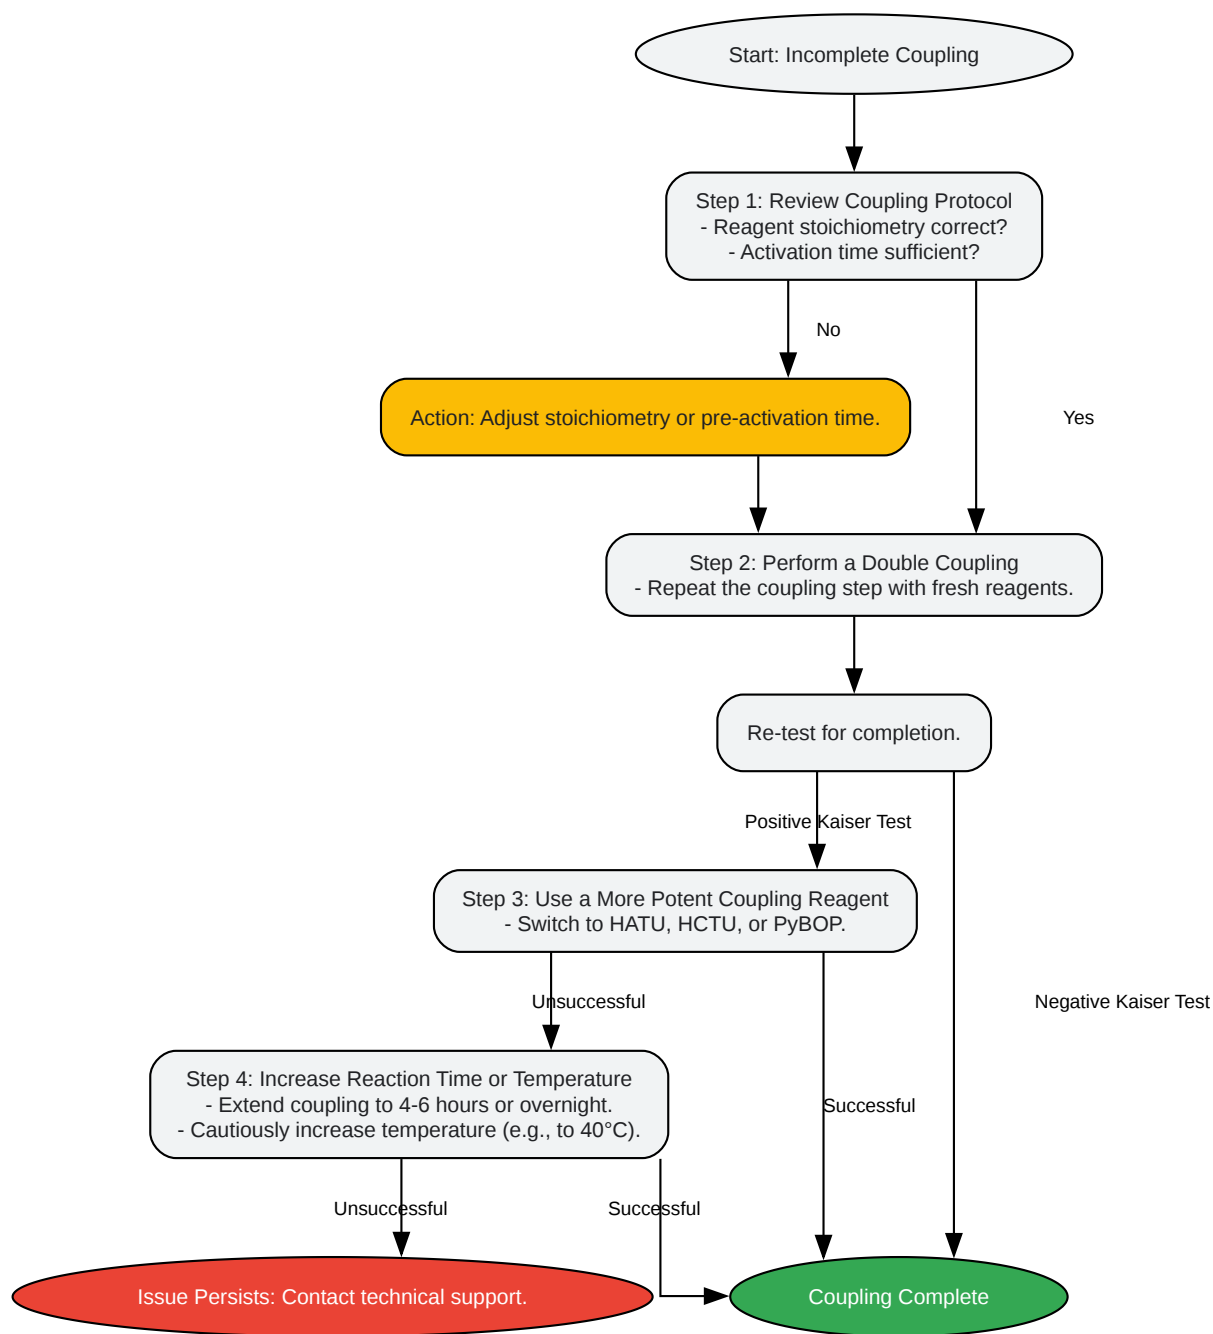 Start: Incomplete Coupling
Step 1: Review Coupling Protocol
- Reagent stoichiometry correct?
- Activation time sufficient?
No
Action: Adjust stoichiometry or pre-activation time.
Yes
Step 2: Perform a Double Coupling
- Repeat the coupling step with fresh reagents.
Re-test for completion.
Positive Kaiser Test
Step 3: Use a More Potent Coupling Reagent
- Switch to HATU, HCTU, or PyBOP.
Unsuccessful
Negative Kaiser Test
Step 4: Increase Reaction Time or Temperature
- Extend coupling to 4-6 hours or overnight.
- Cautiously increase temperature (e.g., to 40°C).
Successful
Unsuccessful
Successful
Issue Persists: Contact technical support.
Coupling Complete